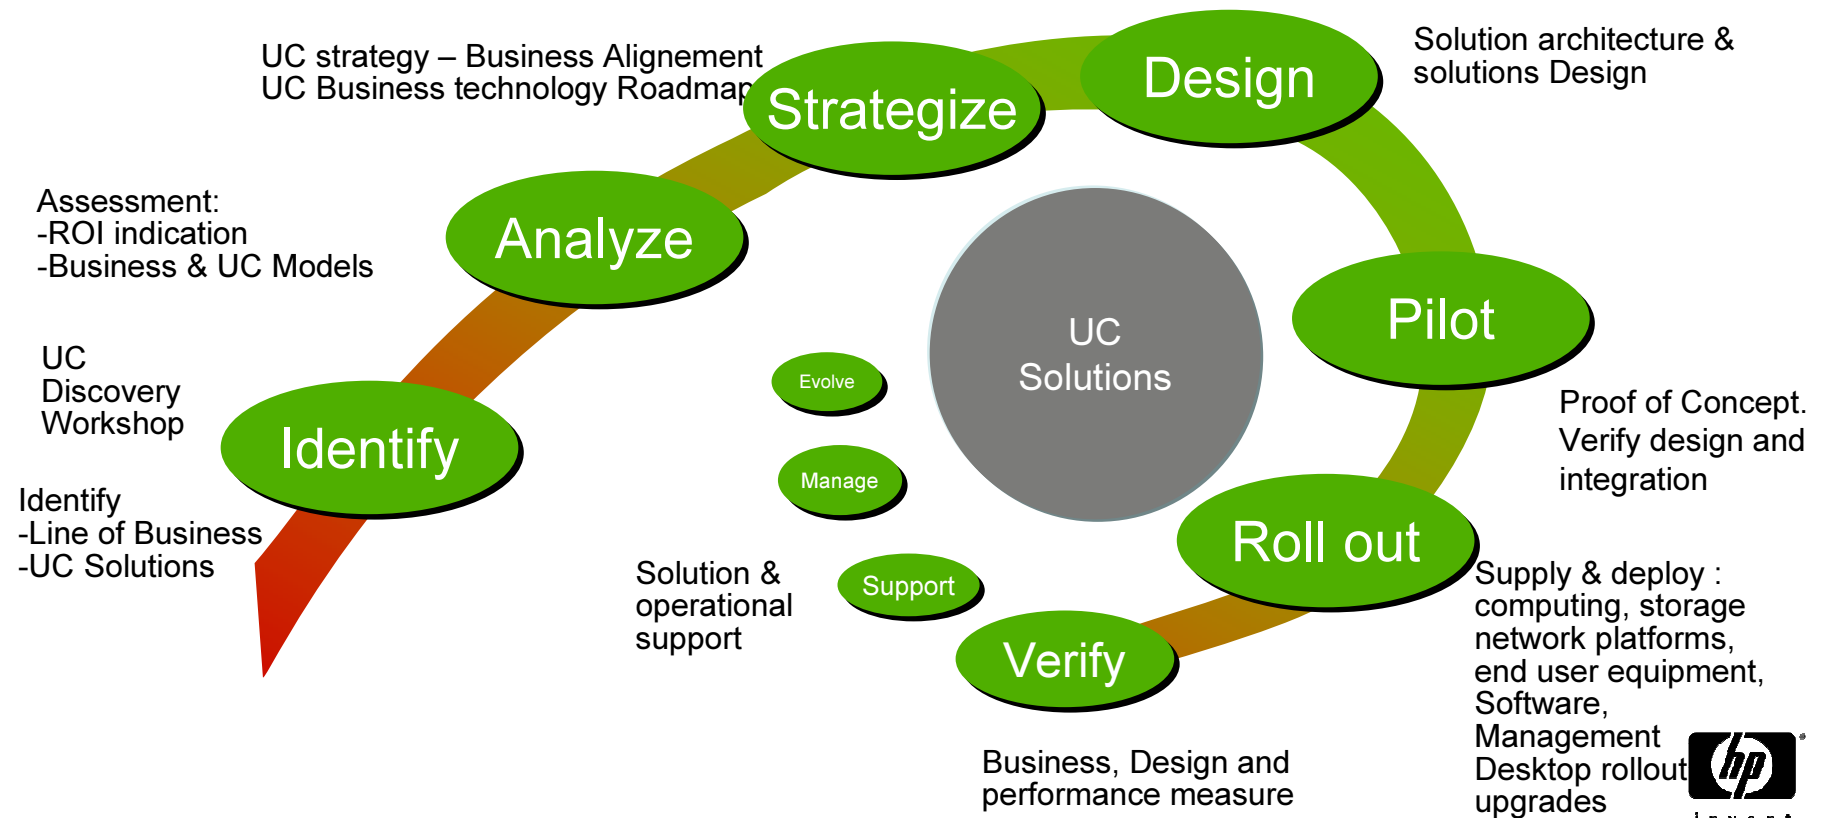 UC strategy – Business Alignement
UC Business technology Roadmap
Strategize
Design
Solution architecture &
solutions Design
Assessment:
-ROI indication
-Business & UC Models
Analyze
UC
Discovery
Workshop
Identify
Identify
-Line of Business
-UC Solutions
UC
Solutions
Pilot
Proof of Concept.
Verify design and
integration
Evolve
Manage
Support
Solution &
operational
support
Verify
Business, Design and
performance measure
Roll out
Supply & deploy :
computing, storage
network platforms,
end user equipment,
Software,
Management
Desktop rollout
upgrades
hp